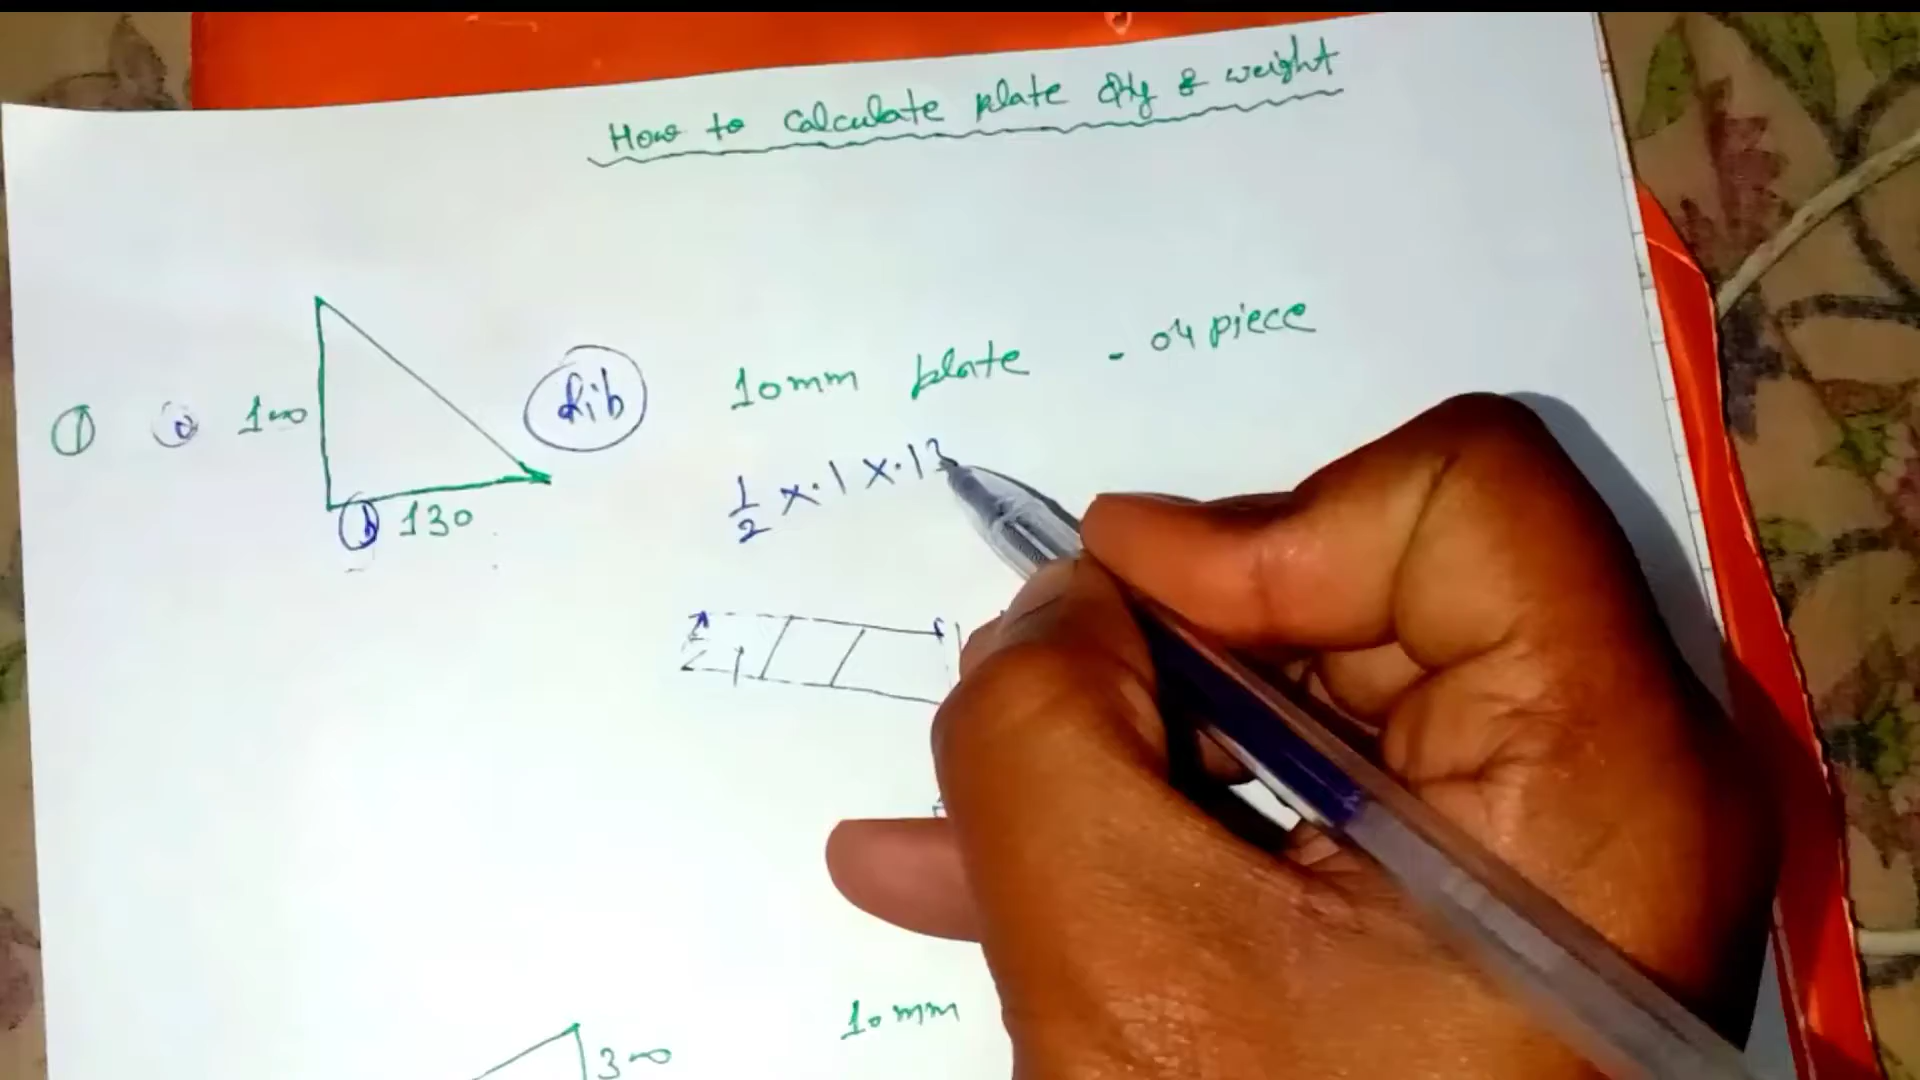 How to calculate plate Qty & weight
10mm plate - 04 piece
① ⓐ 100
Rib
1/2 x .1 x .13
ⓑ 130
10mm
300